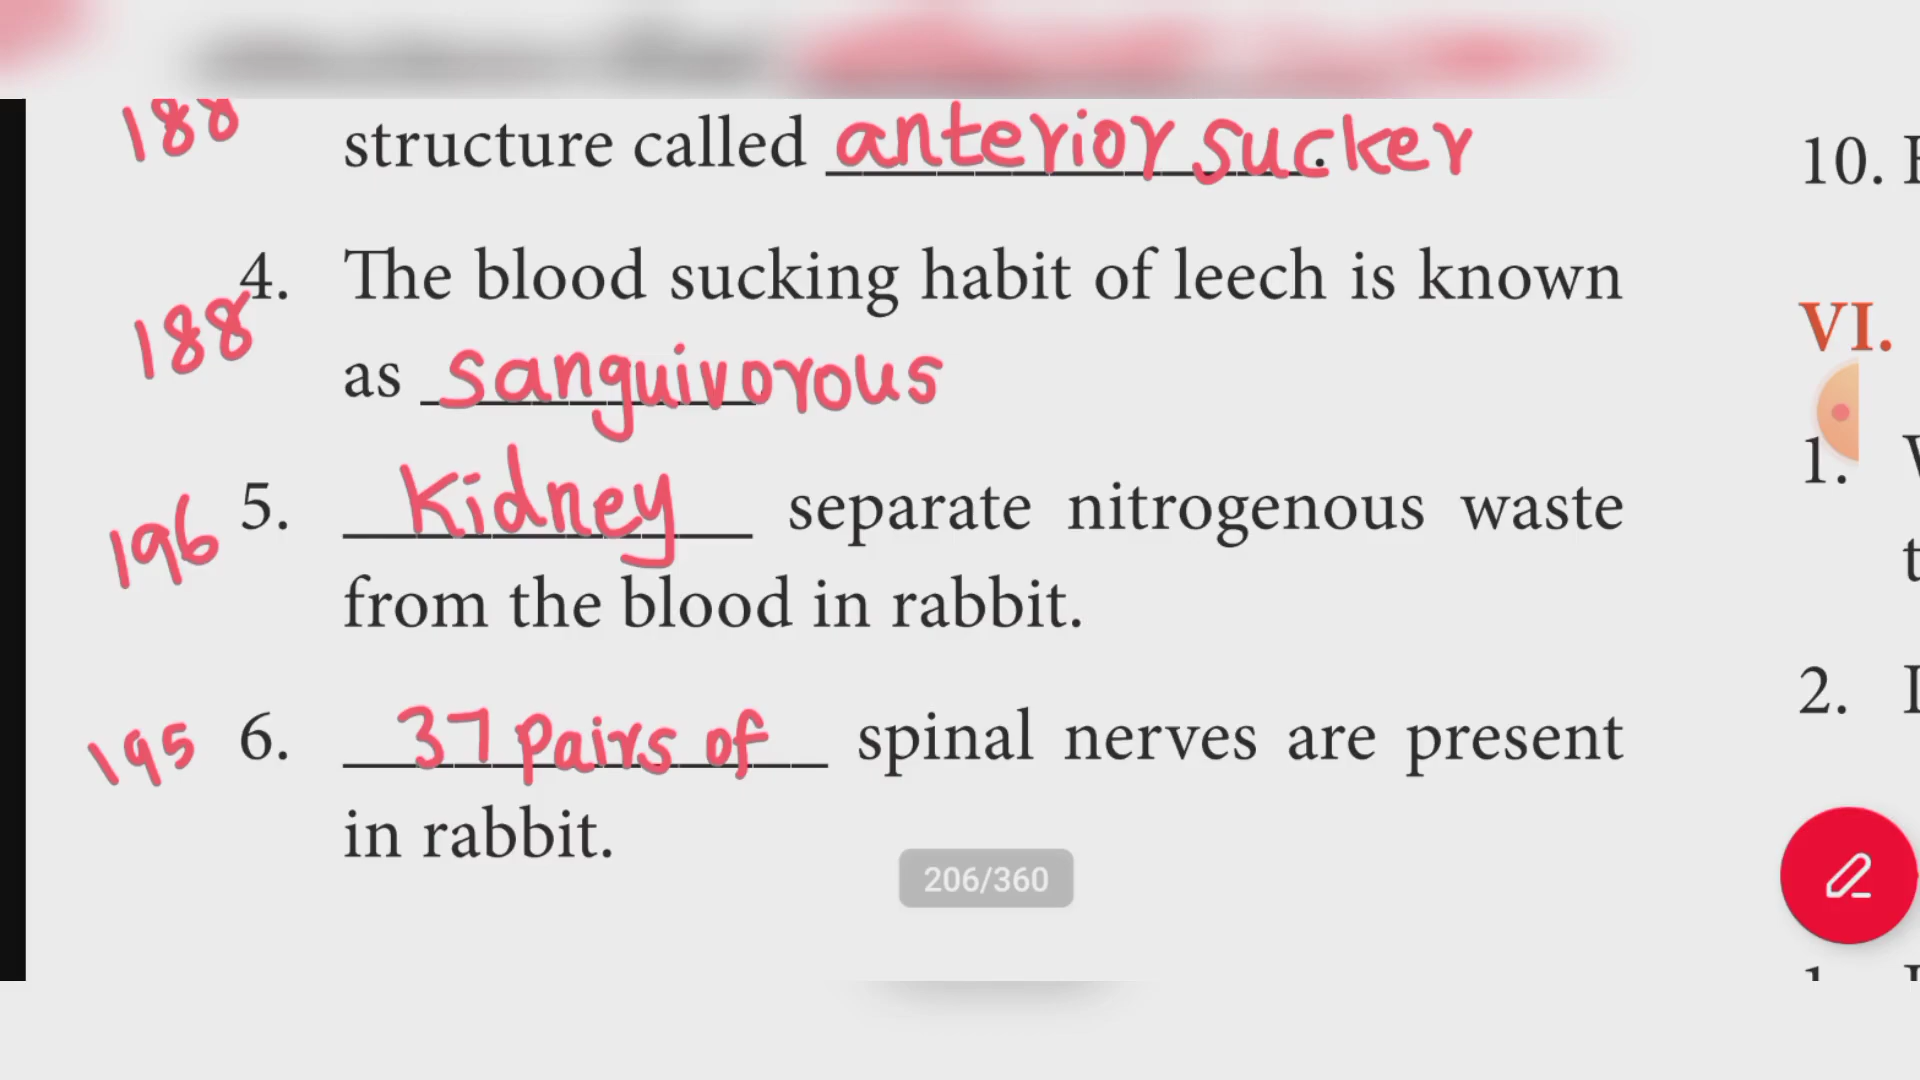 188 structure called anterior sucker.
10.
4. The blood sucking habit of leech is known
188
VI.
as sanguivorous
1.
196 5. Kidney separate nitrogenous waste
from the blood in rabbit.
2.
195 6. 37 pairs of spinal nerves are present
in rabbit.
206/360